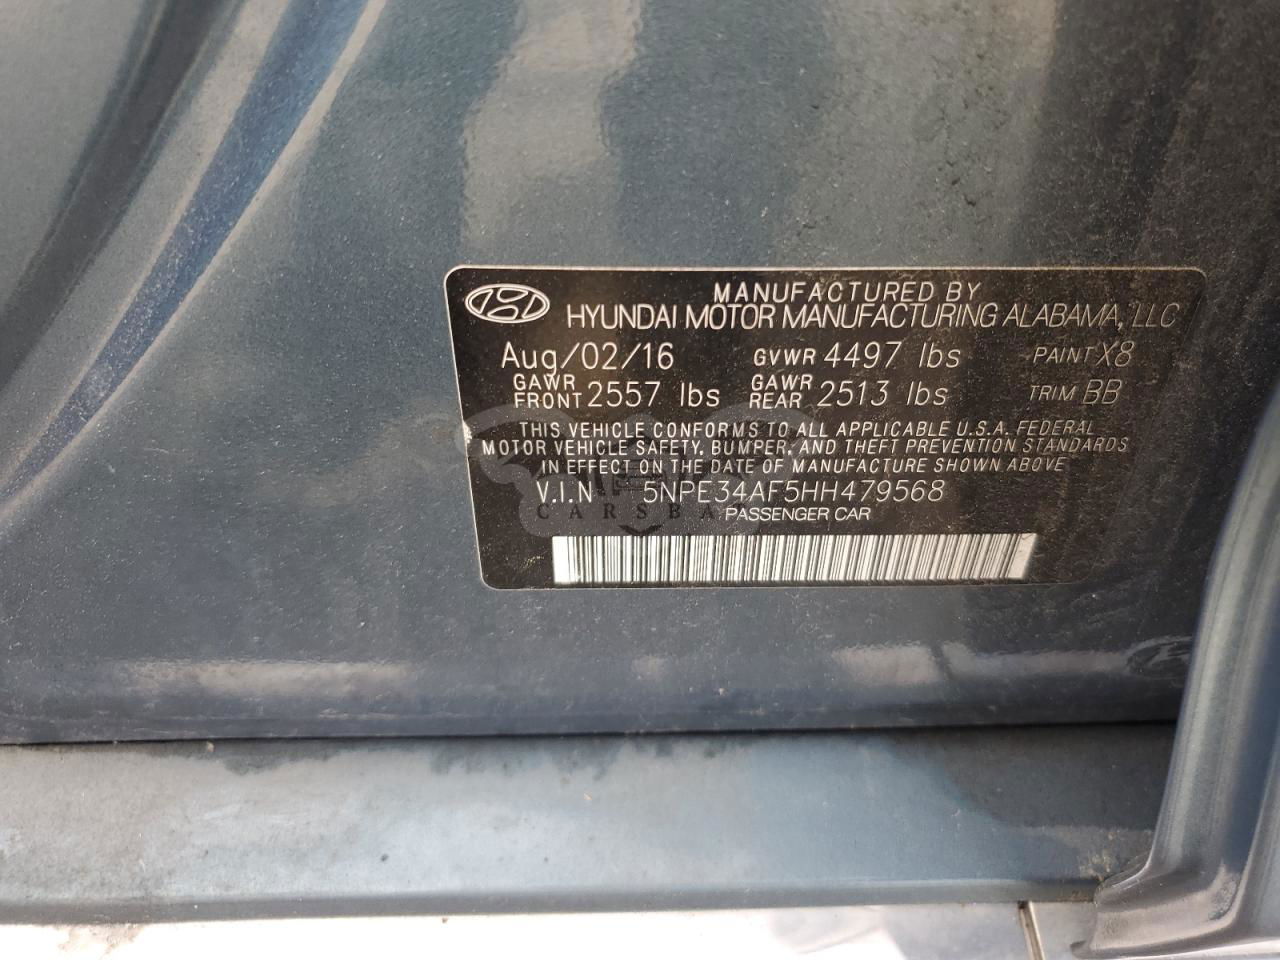 MANUFACTURED BY
HYUNDAI MOTOR MANUFACTURING ALABAMA, LLC
Aug/02/16 GVWR 4497 lbs PAINT X8
GAWR FRONT 2557 lbs GAWR REAR 2513 lbs TRIM BB
THIS VEHICLE CONFORMS TO ALL APPLICABLE U.S.A. FEDERAL
MOTOR VEHICLE SAFETY, BUMPER, AND THEFT PREVENTION STANDARDS
IN EFFECT ON THE DATE OF MANUFACTURE SHOWN ABOVE
V.I.N 5NPE34AF5HH479568
PASSENGER CAR